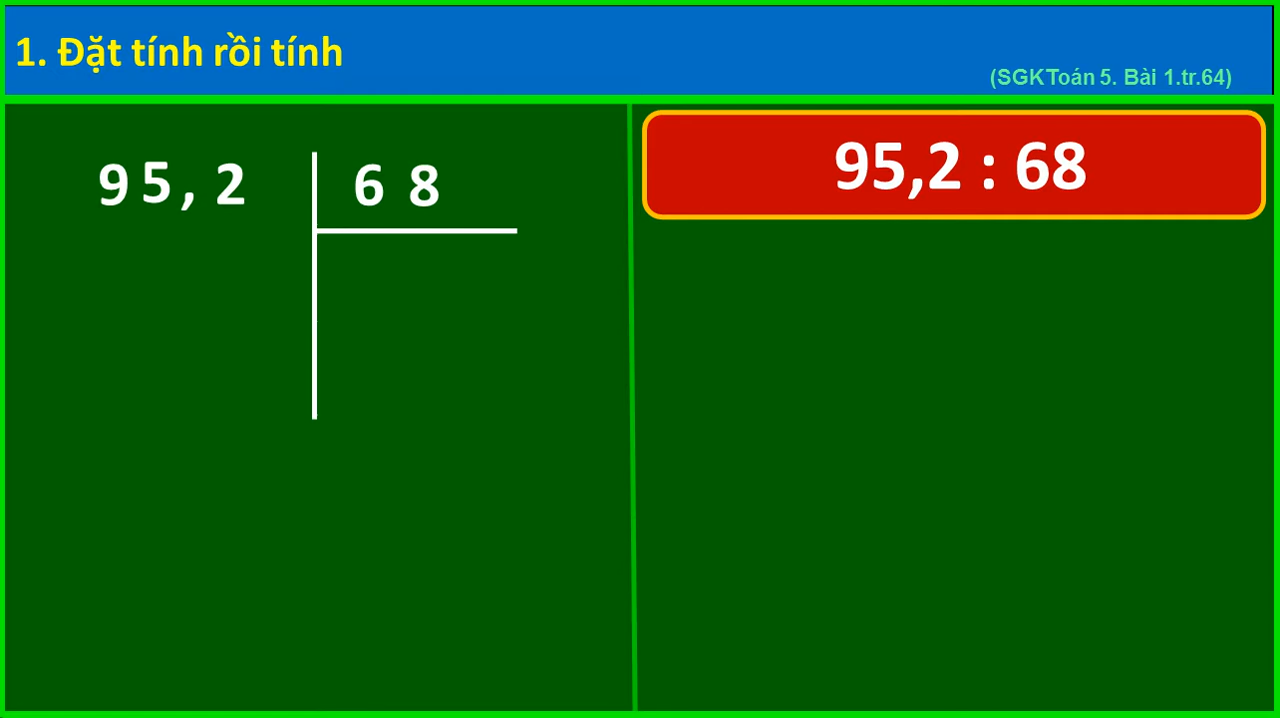 1. Đặt tính rồi tính
(SGKToán 5. Bài 1.tr.64)
95,2 68
95,2 : 68